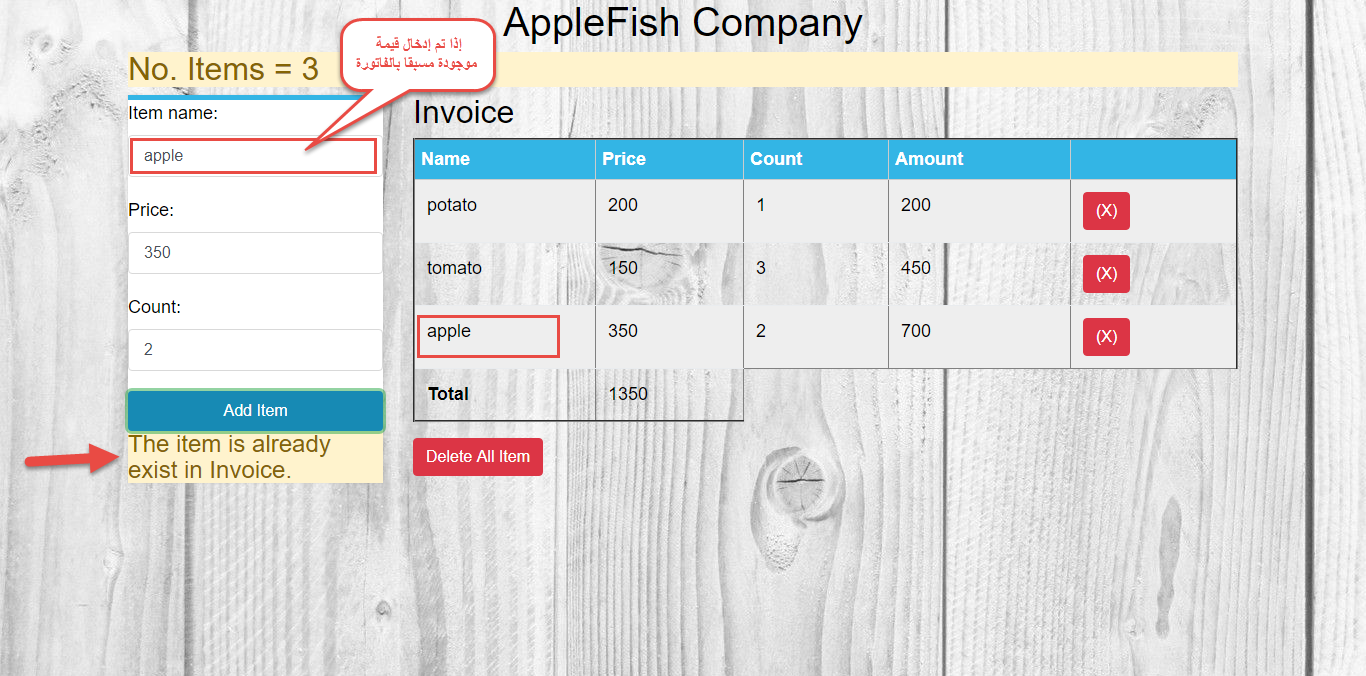 AppleFish Company
إذا تم إدخال قيمة
موجودة مسبقا بالفاتورة
No. Items = 3
Item name:
apple
Price:
350
Count:
2
Add Item
The item is already
exist in Invoice.
Invoice
Name Price Count Amount
potato 200 1 200 (X)
tomato 150 3 450 (X)
apple 350 2 700 (X)
Total 1350
Delete All Item